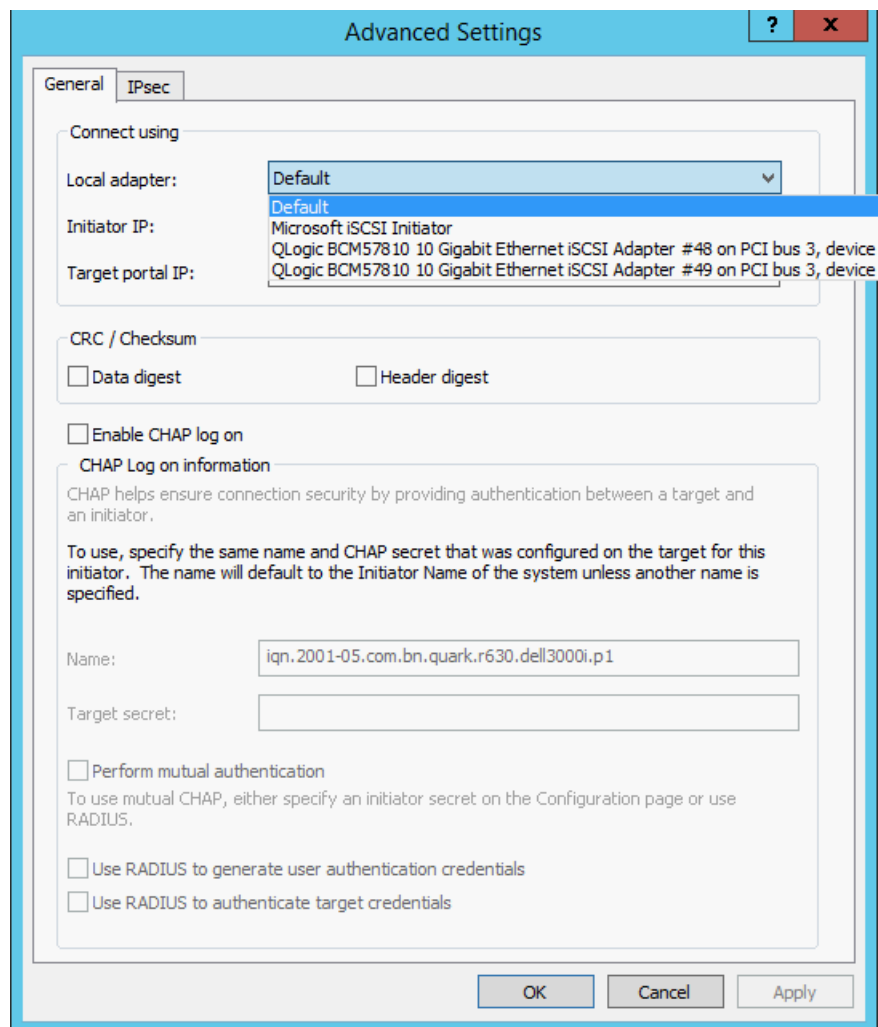 Advanced Settings
?
x
General
IPsec
Connect using
Local adapter:
Default
Default
Initiator IP:
Microsoft iSCSI Initiator
QLogic BCM57810 10 Gigabit Ethernet iSCSI Adapter #48 on PCI bus 3, device
Target portal IP:
QLogic BCM57810 10 Gigabit Ethernet iSCSI Adapter #49 on PCI bus 3, device
CRC / Checksum
Data digest
Header digest
Enable CHAP log on
CHAP Log on information
CHAP helps ensure connection security by providing authentication between a target and
an initiator.
To use, specify the same name and CHAP secret that was configured on the target for this
initiator. The name will default to the Initiator Name of the system unless another name is
specified.
Name:
iqn.2001-05.com.bn.quark.r630.dell3000i.p1
Target secret:
Perform mutual authentication
To use mutual CHAP, either specify an initiator secret on the Configuration page or use
RADIUS.
Use RADIUS to generate user authentication credentials
Use RADIUS to authenticate target credentials
OK
Cancel
Apply